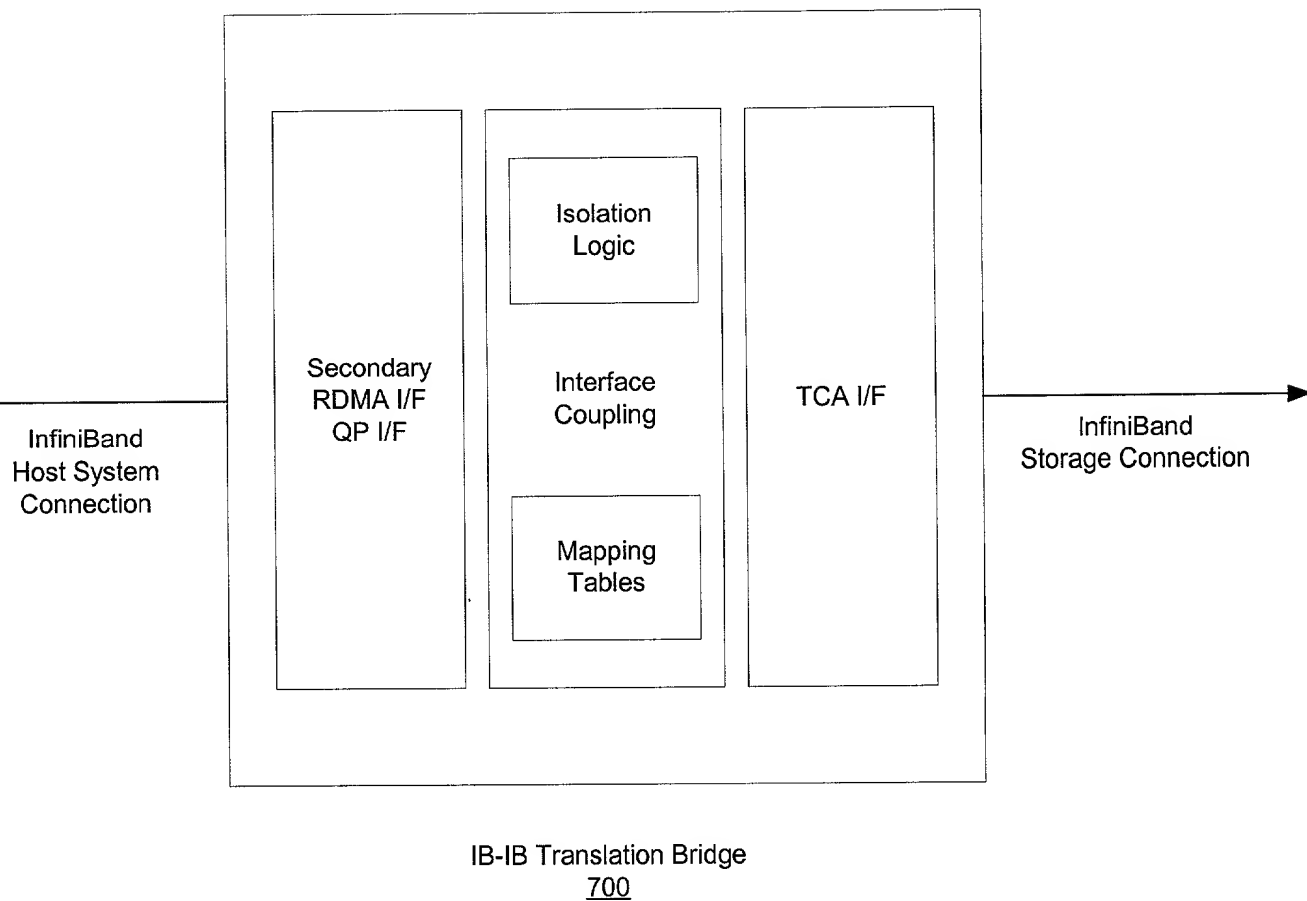 InfiniBand
Host System
Connection
Secondary
RDMA I/F
QP I/F
Isolation
Logic
Interface
Coupling
Mapping
Tables
TCA I/F
InfiniBand
Storage Connection
IB-IB Translation Bridge
700